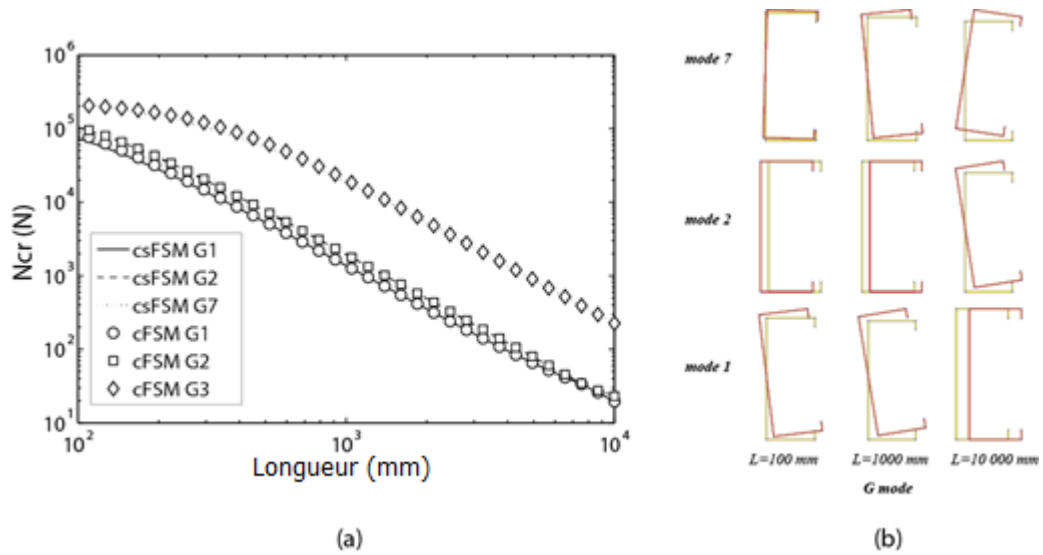 10^6
10^5
10^4
10^3
10^2
10^1
Ncr (N)
csFSM G1
csFSM G2
csFSM G7
cFSM G1
cFSM G2
cFSM G3
10^2
10^3
10^4
Longueur (mm)
(a)
mode 7
mode 2
mode 1
L=100 mm
L=1000 mm
L=10 000 mm
G mode
(b)